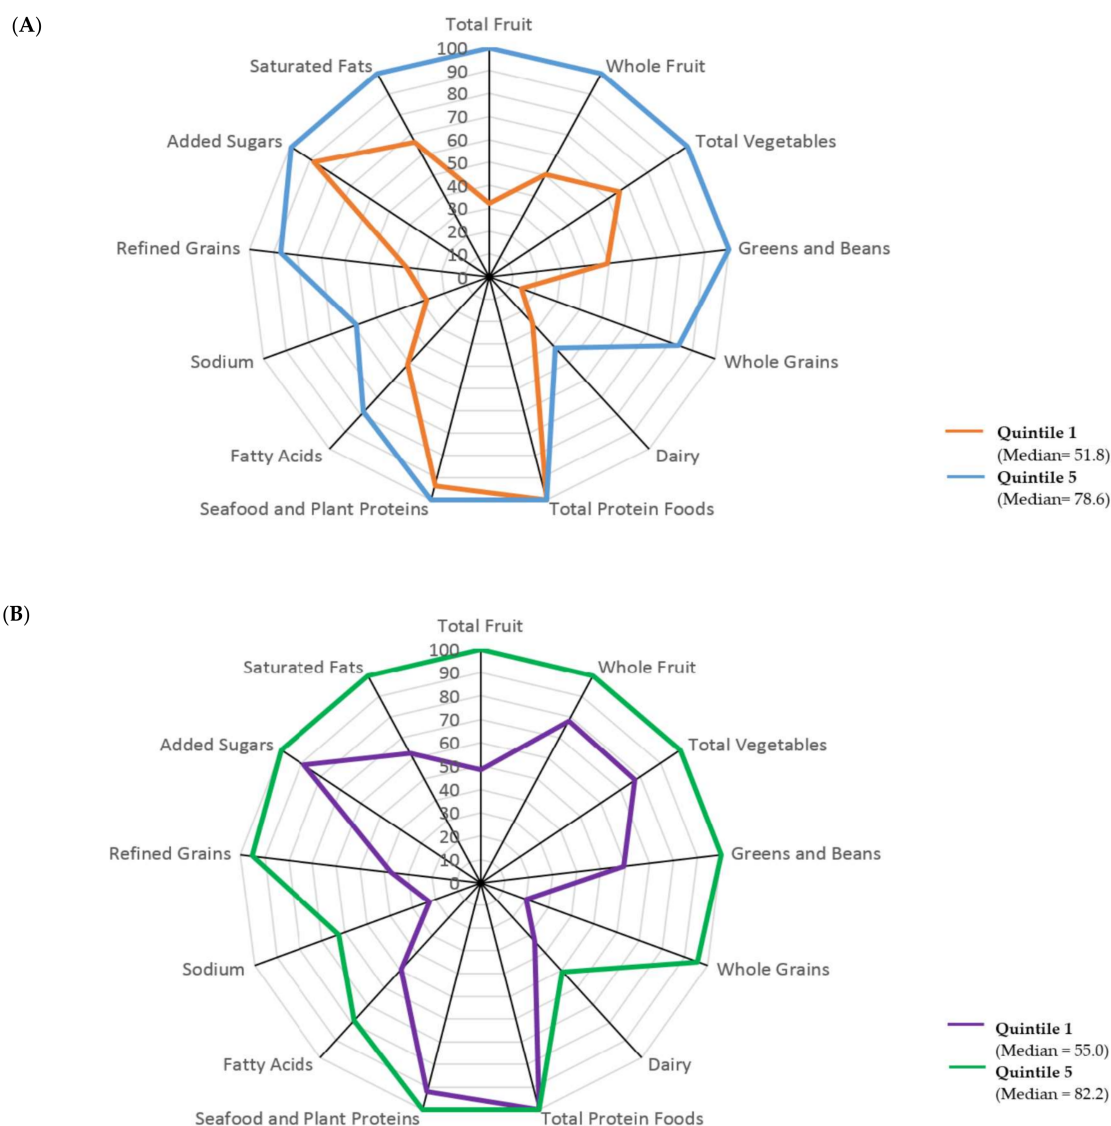 (A)
Total Fruit
100
Saturated Fats
Whole Fruit
90
80
Added Sugars
70
Total Vegetables
60
50
40
Refined Grains
30
Greens and Beans
20
10
0
Sodium
Whole Grains
Fatty Acids
Dairy
Seafood and Plant Proteins
Total Protein Foods
Quintile 1
(Median= 51.8)
Quintile 5
(Median= 78.6)
(B)
Total Fruit
100
Saturated Fats
Whole Fruit
90
80
Added Sugars
70
Total Vegetables
60
50
40
Refined Grains
30
Greens and Beans
20
10
0
Sodium
Whole Grains
Fatty Acids
Dairy
Seafood and Plant Proteins
Total Protein Foods
Quintile 1
(Median = 55.0)
Quintile 5
(Median = 82.2)